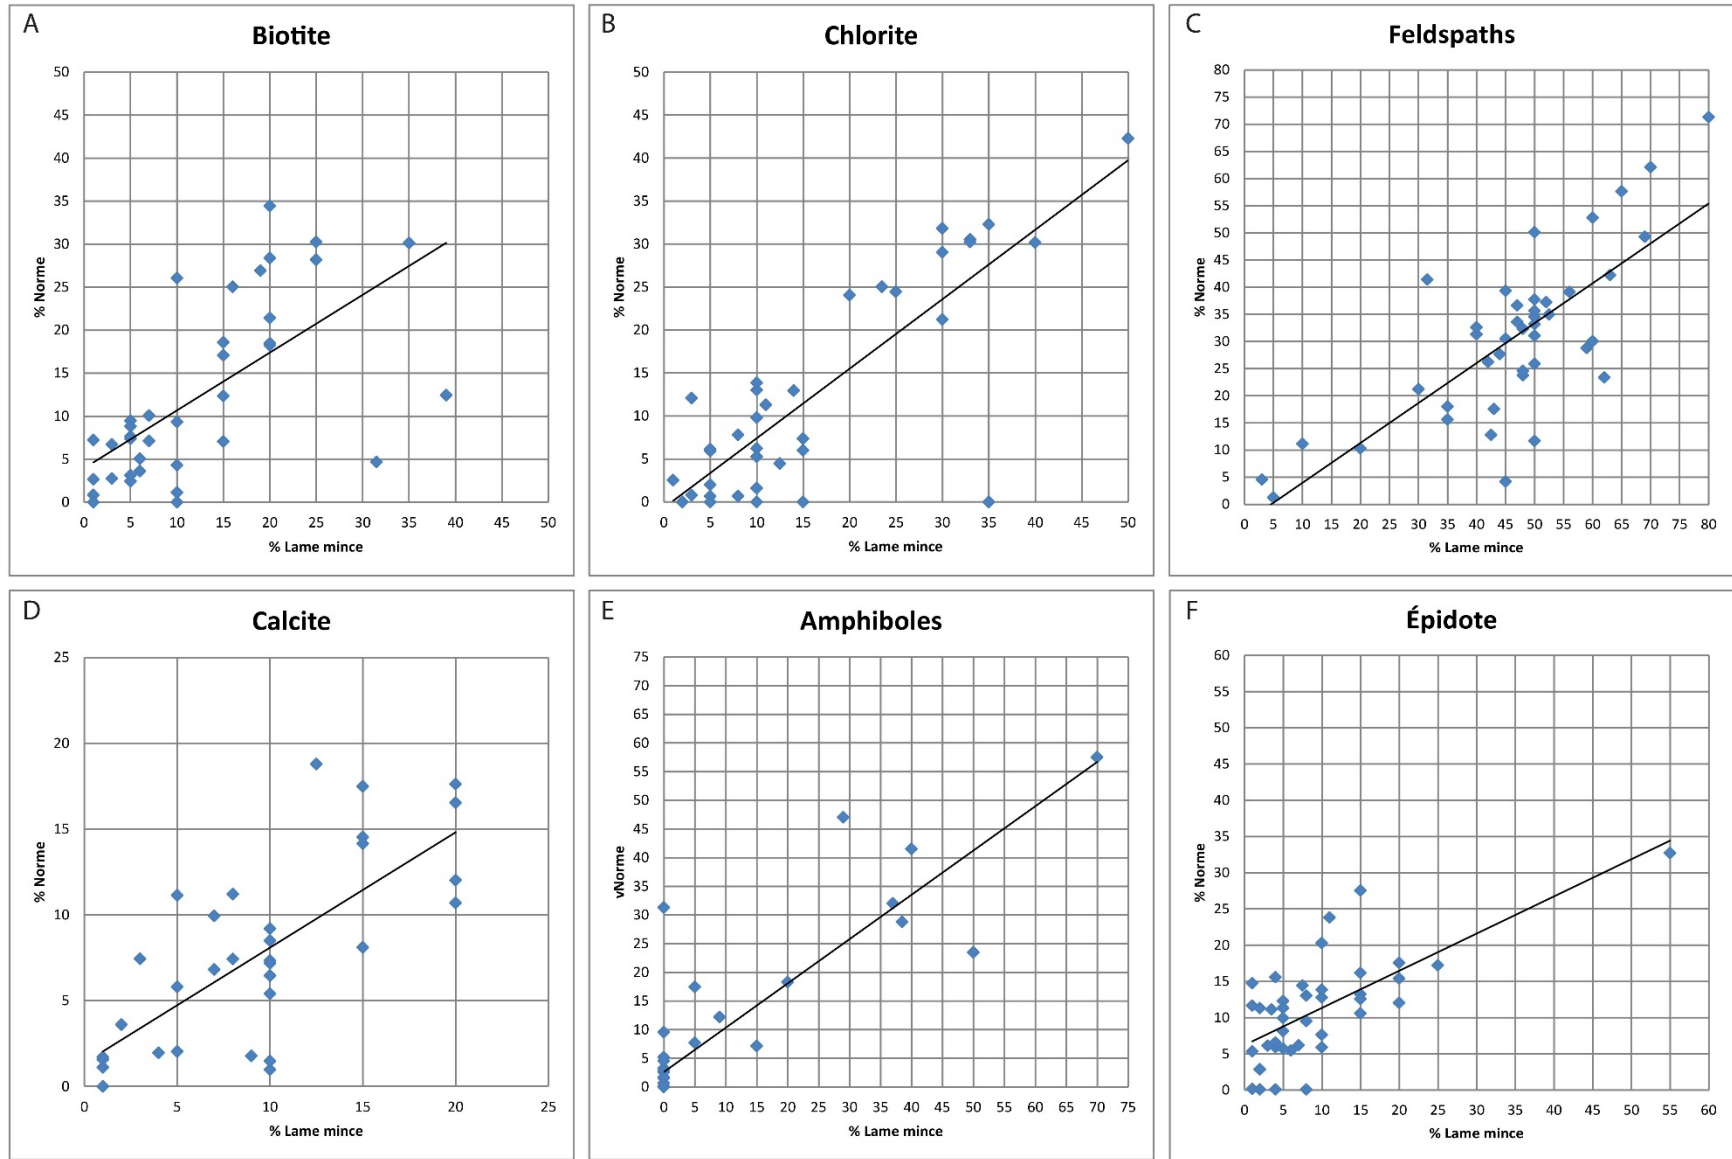 A
Biotite
50
45
40
35
30
25
20
15
10
5
0
% Norme
0 5 10 15 20 25 30 35 40 45 50
% Lame mince
B
Chlorite
50
45
40
35
30
25
20
15
10
5
0
% Norme
0 5 10 15 20 25 30 35 40 45 50
% Lame mince
C
Feldspaths
80
75
70
65
60
55
50
45
40
35
30
25
20
15
10
5
0
% Norme
0 5 10 15 20 25 30 35 40 45 50 55 60 65 70 75 80
% Lame mince
D
Calcite
25
20
15
10
5
0
% Norme
0 5 10 15 20 25
% Lame mince
E
Amphiboles
75
70
65
60
55
50
45
40
35
30
25
20
15
10
5
0
vNorme
0 5 10 15 20 25 30 35 40 45 50 55 60 65 70 75
% Lame mince
F
Épidote
60
55
50
45
40
35
30
25
20
15
10
5
0
% Norme
0 5 10 15 20 25 30 35 40 45 50 55 60
% Lame mince